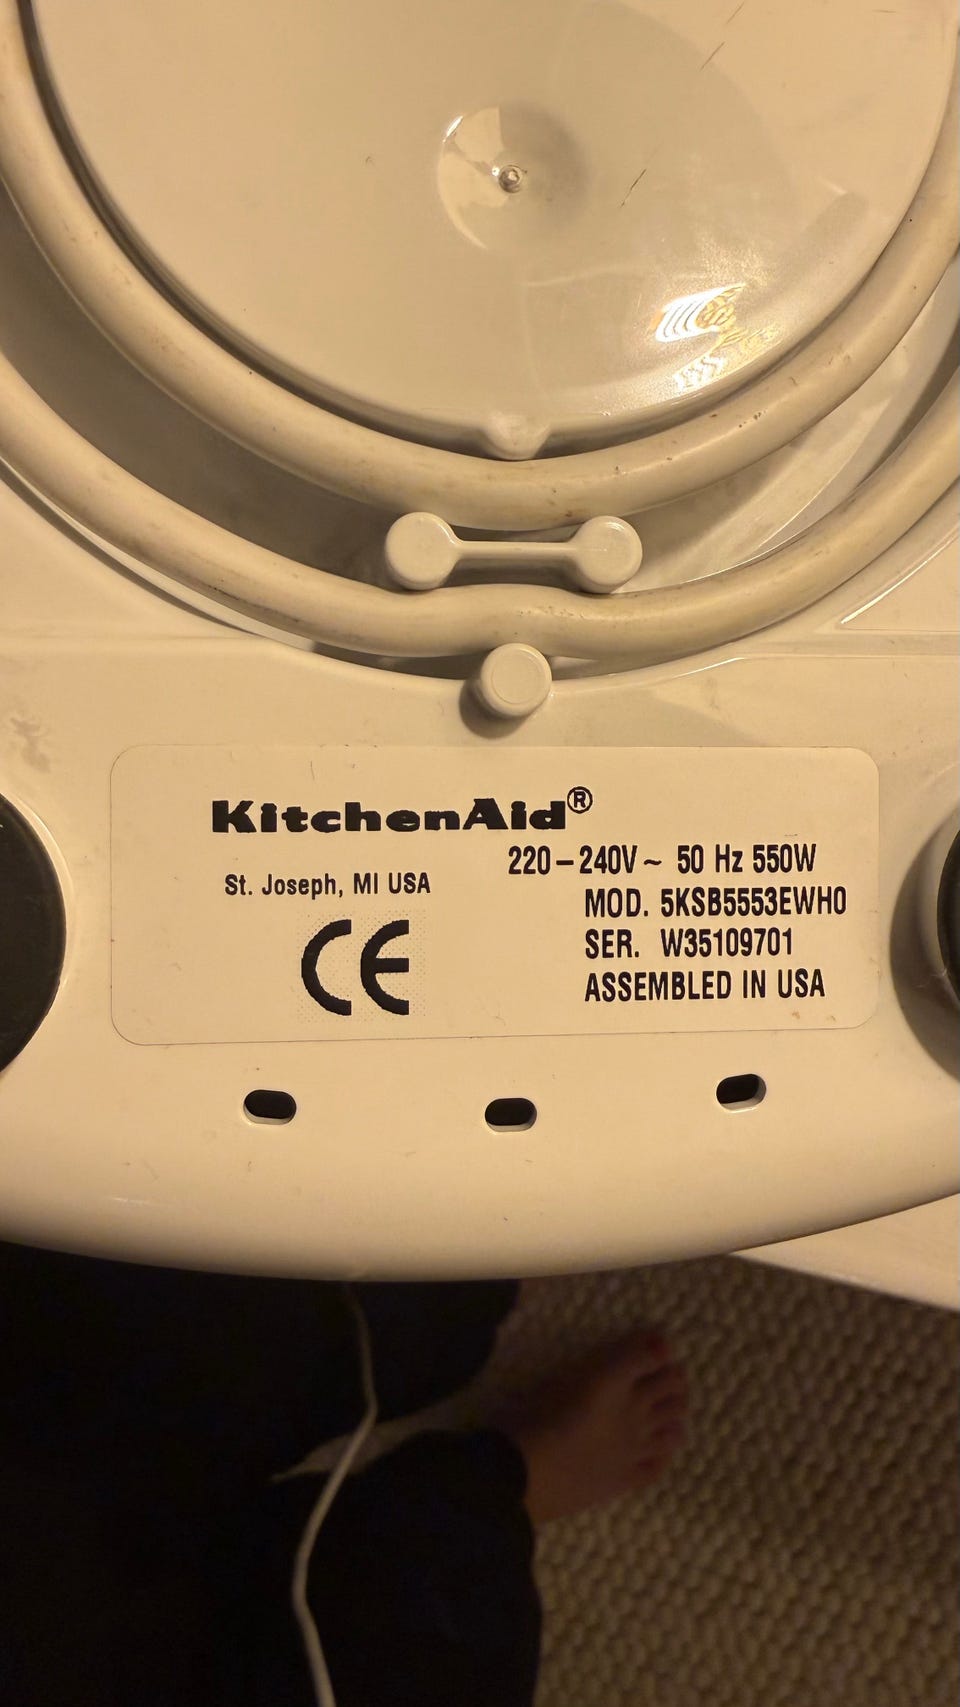 KitchenAid®
St. Joseph, MI USA
CE
220–240V~ 50 Hz 550W
MOD. 5KSB5553EWH0
SER. W35109701
ASSEMBLED IN USA